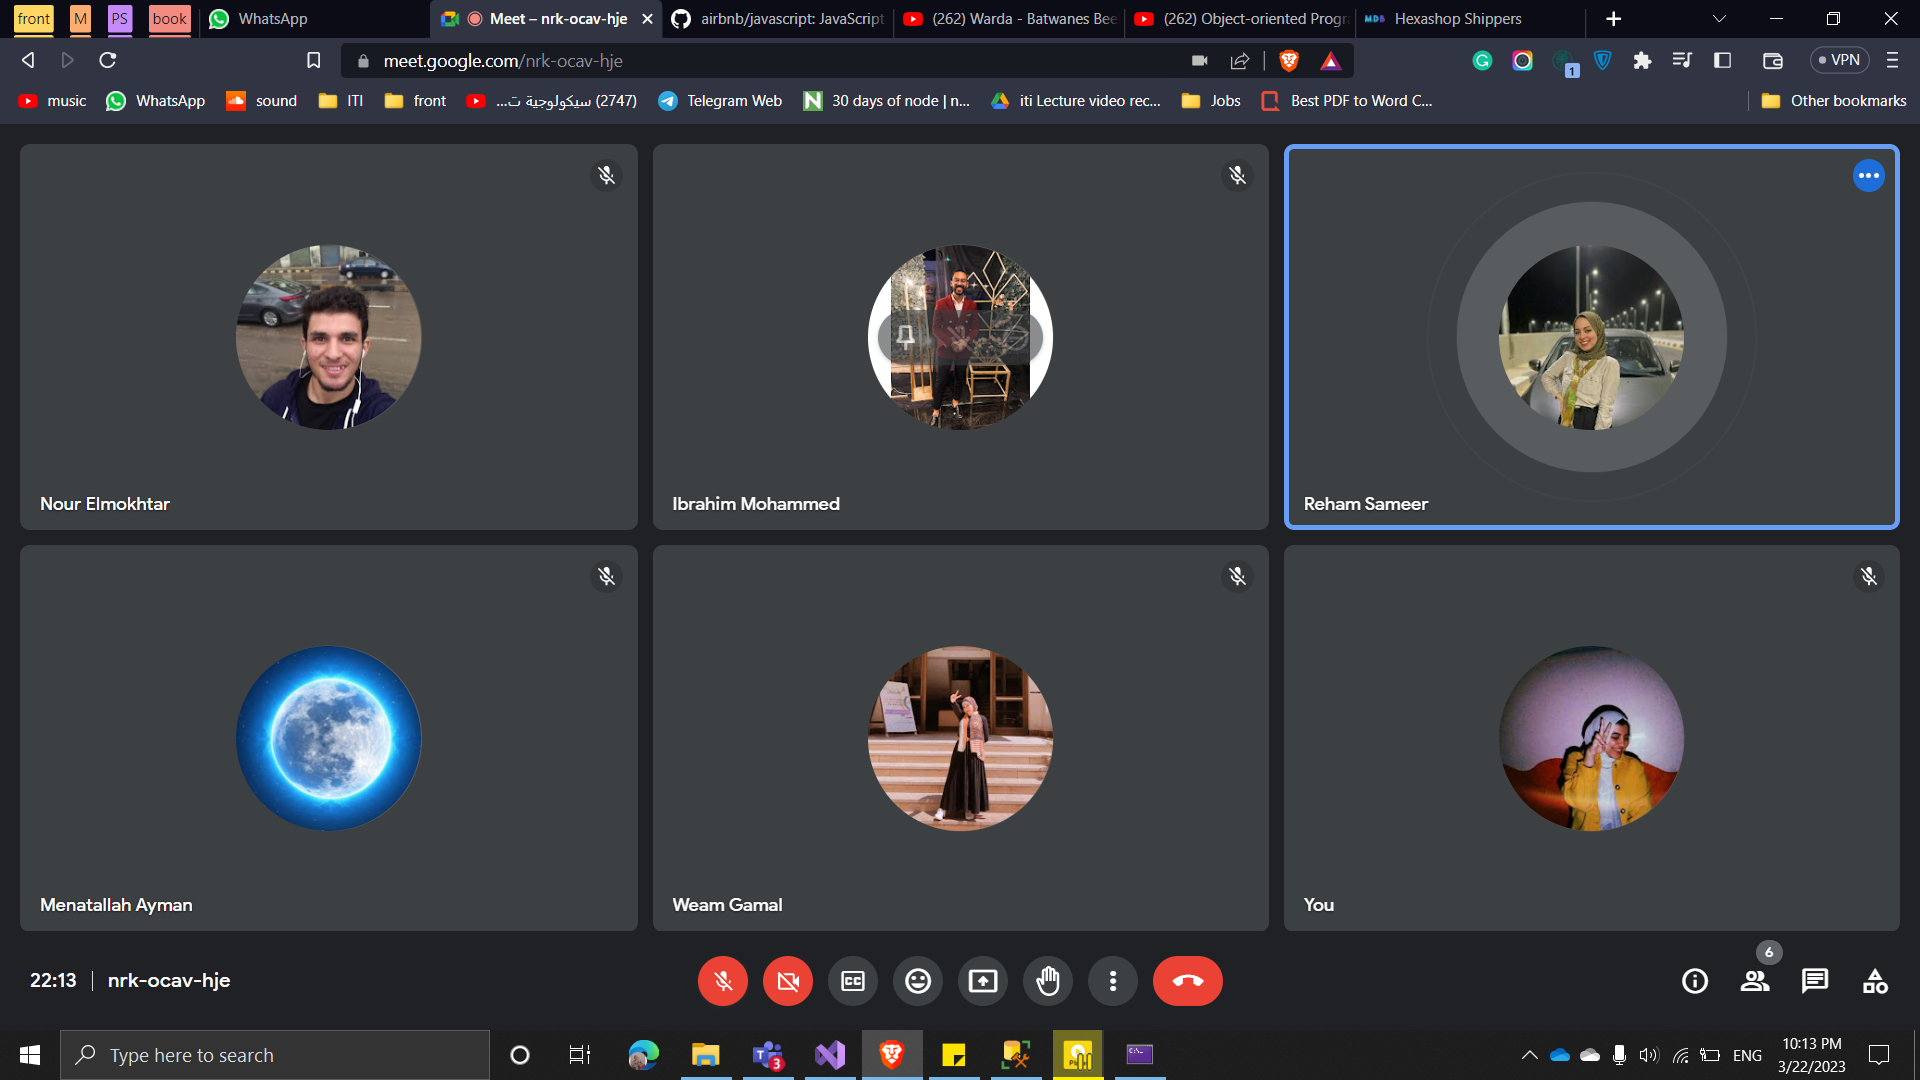 front M PS book WhatsApp Meet – nrk-ocav-hje airbnb/javascript: JavaScript (262) Warda - Batwanes Bee (262) Object-oriented Progr Hexashop Shippers
meet.google.com/nrk-ocav-hje VPN
music WhatsApp sound ITI front (2747) سيكولوجية ت... Telegram Web 30 days of node | n... iti Lecture video rec... Jobs Best PDF to Word C... Other bookmarks
Nour Elmokhtar
Ibrahim Mohammed
Reham Sameer
Menatallah Ayman
Weam Gamal
You
22:13 | nrk-ocav-hje
6
Type here to search
3
ENG
10:13 PM
3/22/2023